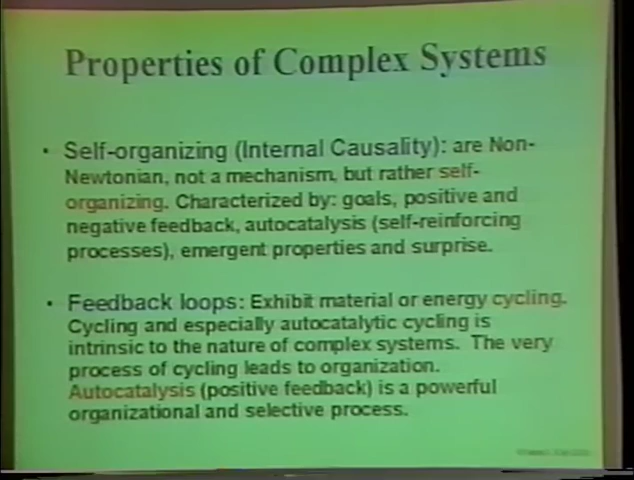 Properties of Complex Systems
• Self-organizing (Internal Causality): are Non-
Newtonian, not a mechanism, but rather self-
organizing. Characterized by: goals, positive and
negative feedback, autocatalysis (self-reinforcing
processes), emergent properties and surprise.
• Feedback loops: Exhibit material or energy cycling.
Cycling and especially autocatalytic cycling is
intrinsic to the nature of complex systems. The very
process of cycling leads to organization.
Autocatalysis (positive feedback) is a powerful
organizational and selective process.